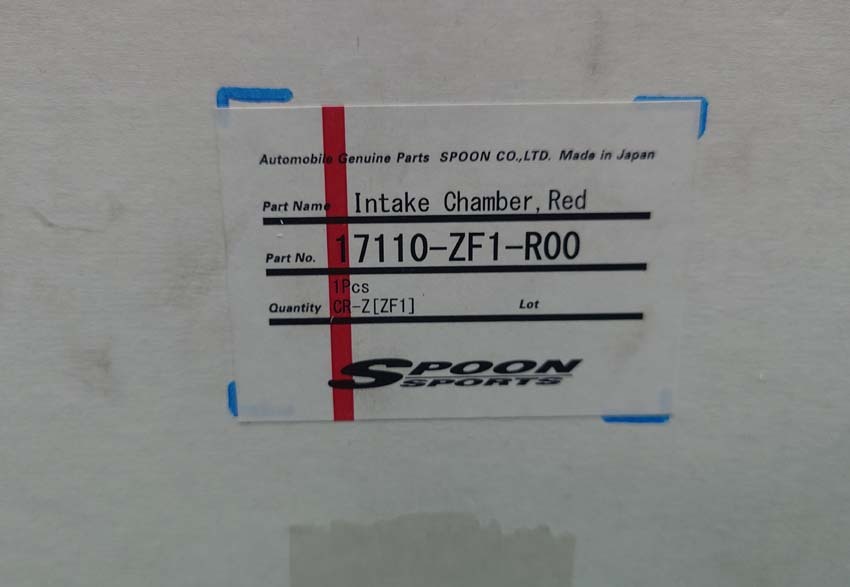 Automobile Genuine Parts SPOON CO.,LTD. Made in Japan
Part Name Intake Chamber, Red
Part No. 17110-ZF1-R00
1Pcs
Quantity CR-Z[ZF1] Lot
SPOON
SPORTS